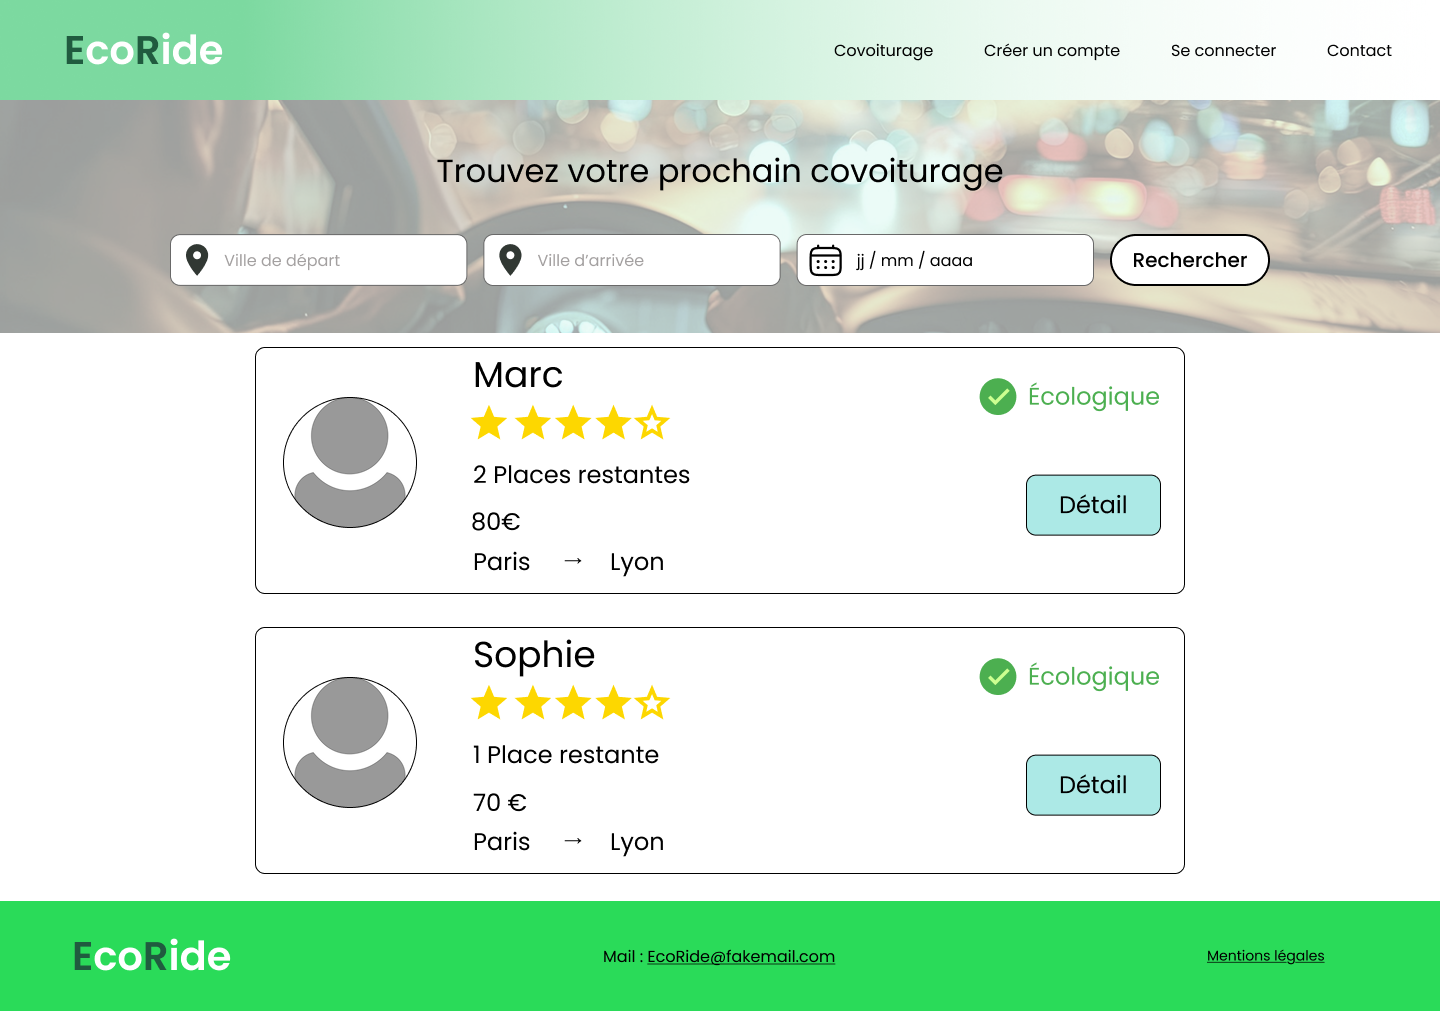 EcoRide
Covoiturage
Créer un compte
Se connecter
Contact
Trouvez votre prochain covoiturage
Ville de départ
Ville d’arrivée
jj / mm / aaaa
Rechercher
Marc
Écologique
2 Places restantes
Détail
80€
Paris → Lyon
Sophie
Écologique
1 Place restante
Détail
70 €
Paris → Lyon
EcoRide
Mail : EcoRide@fakemail.com
Mentions légales